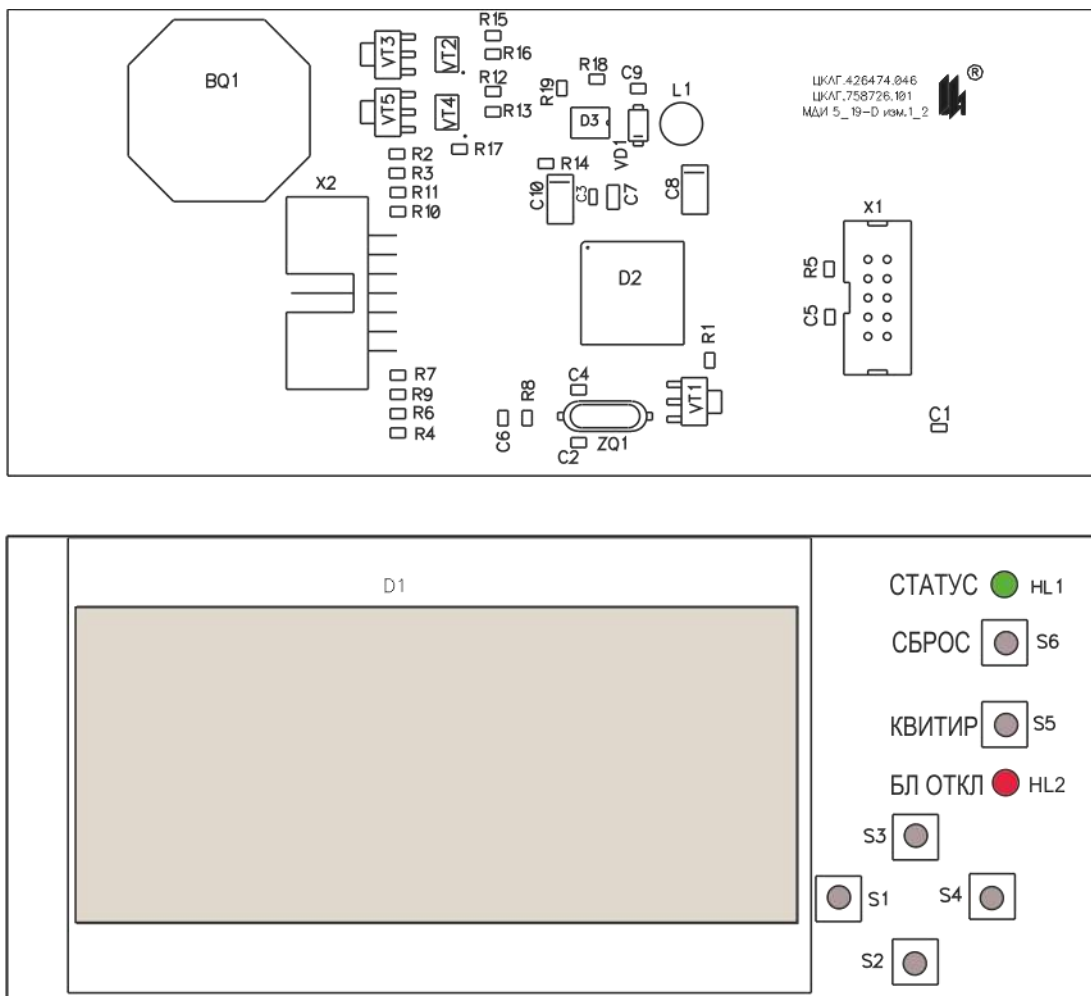 R15
VT3
VT2
R16
BQ1
R12
R18
C9
R19
L1
ЦКЛГ.426474.046
ЦКЛГ.758726.101
МДИ 5_19-D изм.1_2
®
VT5
VT4
R13
D3
VD1
R17
R2
R14
R3
X2
R11
C10
C3
C7
C8
R10
X1
D2
R5
C5
R1
R7
C4
R9
R8
VT1
R6
R4
C6
C2
ZQ1
C1
D1
СТАТУС HL1
СБРОС S6
КВИТИР S5
БЛ ОТКЛ HL2
S3
S1
S4
S2